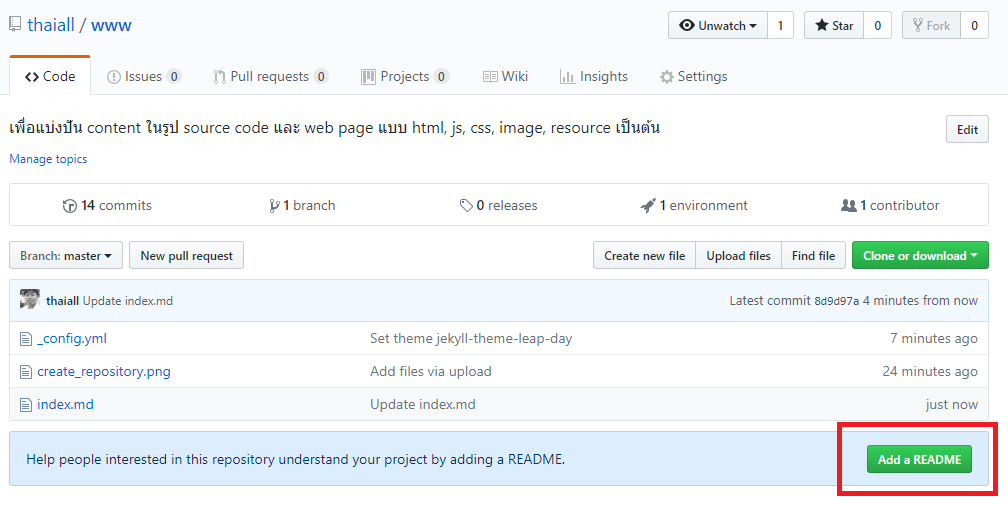 thaiall / www Unwatch 1 Star 0 Fork 0
Code Issues 0 Pull requests 0 Projects 0 Wiki Insights Settings
เพื่อแบ่งปัน content ในรูป source code และ web page แบบ html, js, css, image, resource เป็นต้น Edit
Manage topics
14 commits 1 branch 0 releases 1 environment 1 contributor
Branch: master New pull request Create new file Upload files Find file Clone or download
thaiall Update index.md Latest commit 8d9d97a 4 minutes from now
_config.yml Set theme jekyll-theme-leap-day 7 minutes ago
create_repository.png Add files via upload 24 minutes ago
index.md Update index.md just now
Help people interested in this repository understand your project by adding a README. Add a README